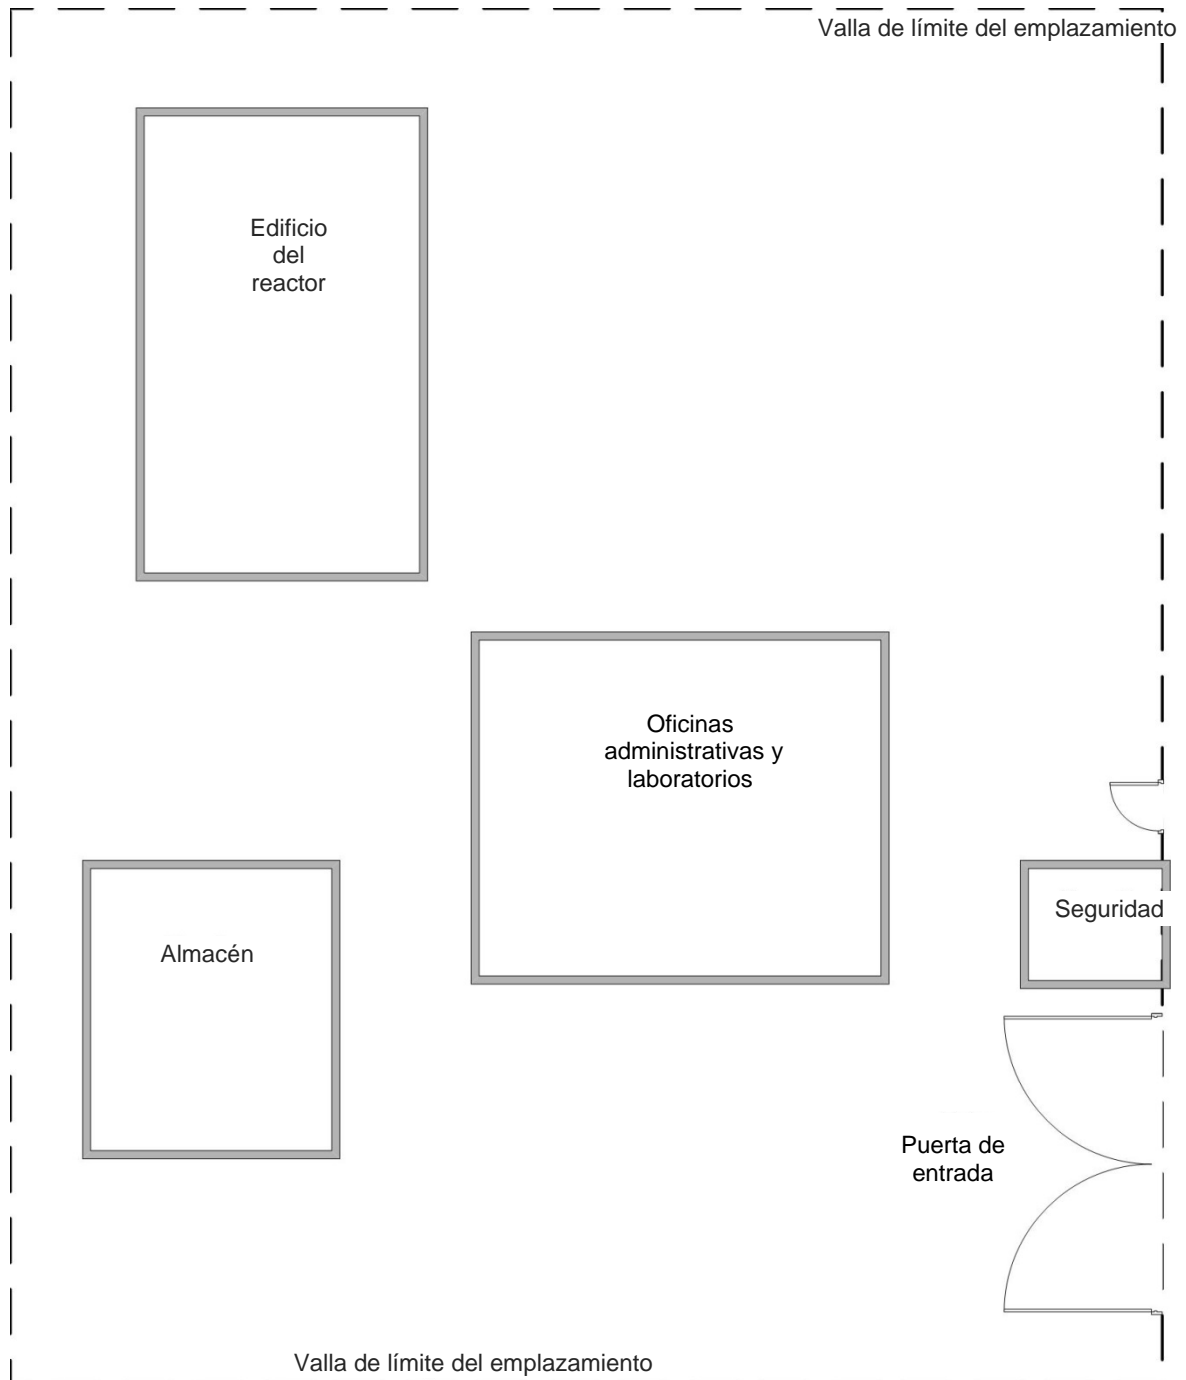 Valla de límite del emplazamiento
Edificio
del
reactor
Oficinas
administrativas y
laboratorios
Seguridad
Almacén
Puerta de
entrada
Valla de límite del emplazamiento